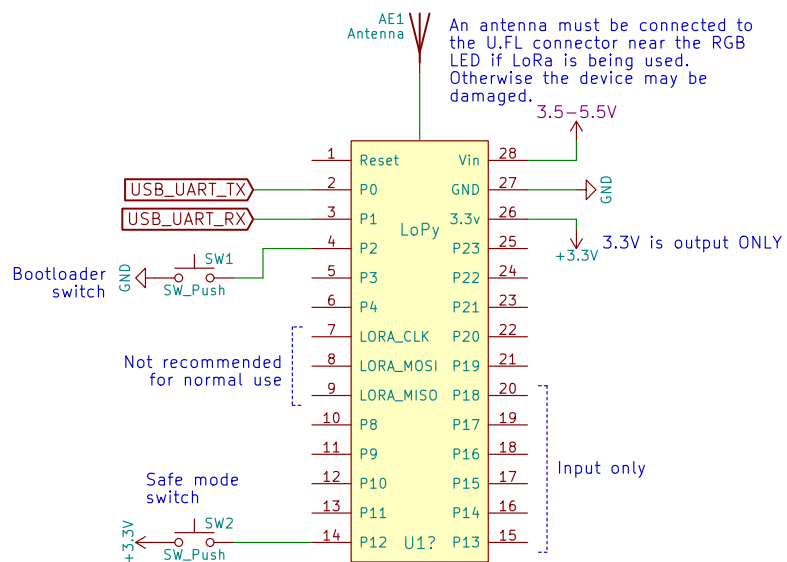 AE1
Antenna
An antenna must be connected to
the U.FL connector near the RGB
LED if LoRa is being used.
Otherwise the device may be
damaged.
3.5-5.5V
1 Reset Vin 28
USB_UART_TX 2 P0 GND 27 GND
USB_UART_RX 3 P1 3.3v 26
LoPy
4 P2 P23 25
+3.3V
3.3V is output ONLY
Bootloader
switch
GND
SW1
SW_Push
5 P3 P22 24
6 P4 P21 23
7 LORA_CLK P20 22
Not recommended
for normal use
8 LORA_MOSI P19 21
9 LORA_MISO P18 20
10 P8 P17 19
11 P9 P16 18
Input only
12 P10 P15 17
Safe mode
switch
13 P11 P14 16
+3.3V
SW2
SW_Push
14 P12 U1? P13 15